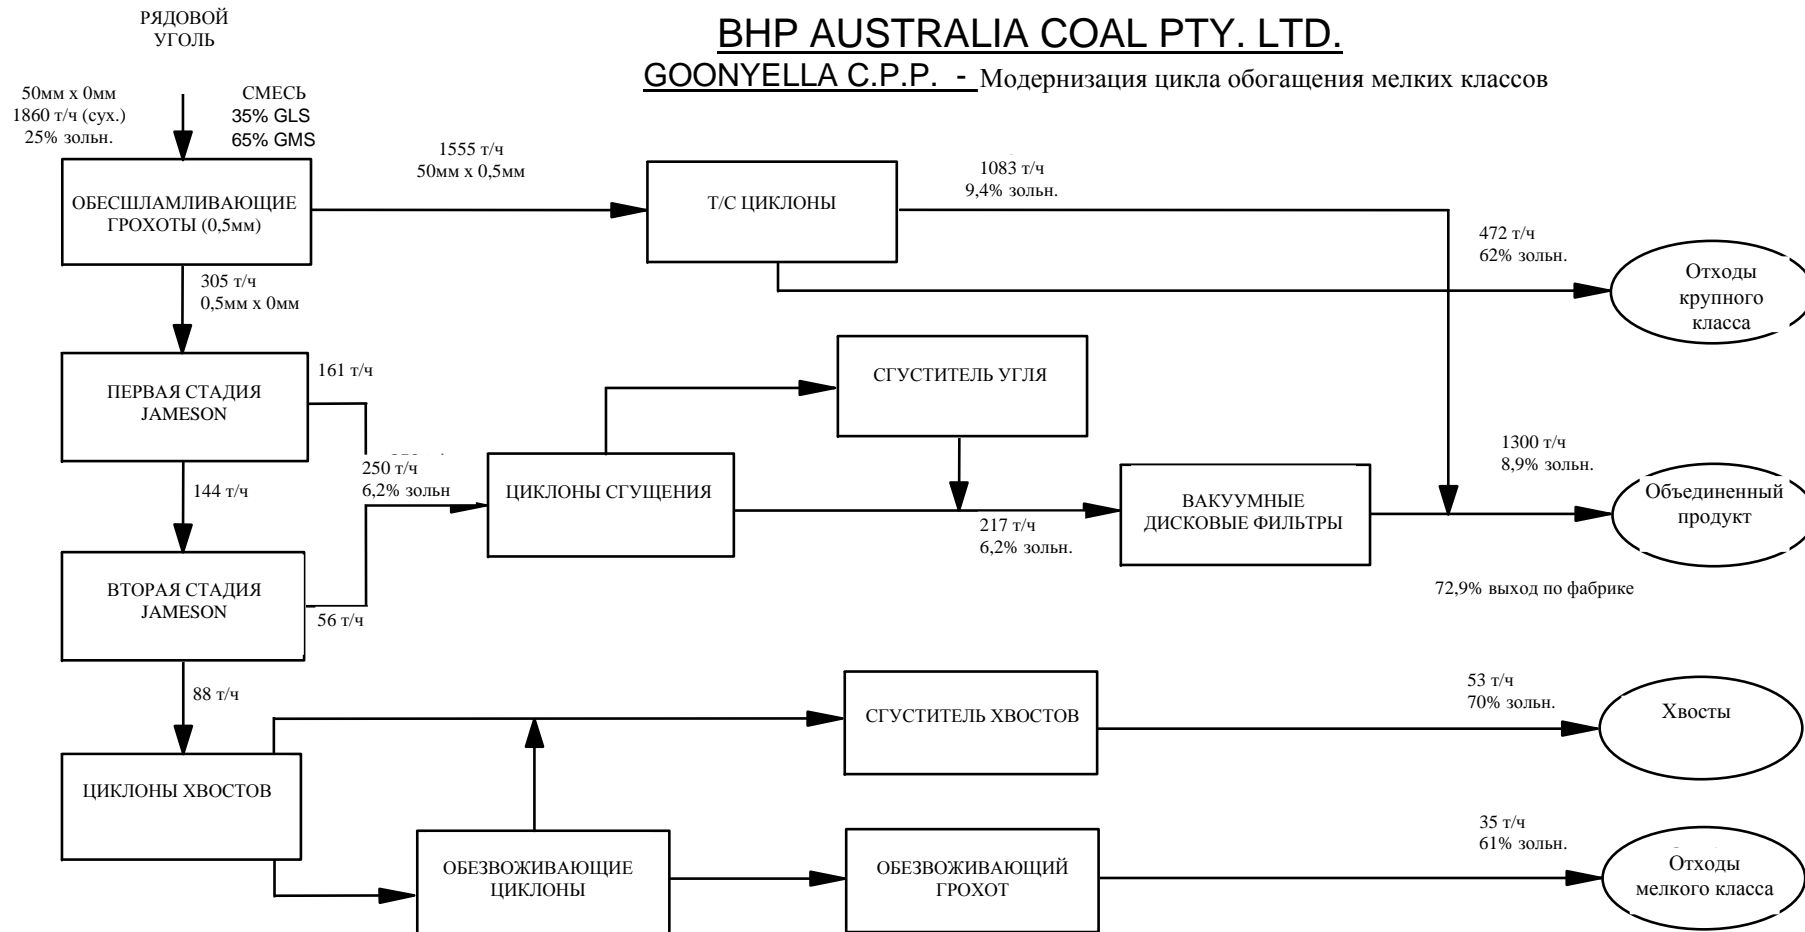 РЯДОВОЙ
УГОЛЬ
BHP AUSTRALIA COAL PTY. LTD.
GOONYELLA C.P.P. - Модернизация цикла обогащения мелких классов
50мм x 0мм
1860 т/ч (сух.)
25% зольн.
СМЕСЬ
35% GLS
65% GMS
1555 т/ч
50мм x 0,5мм
1083 т/ч
9,4% зольн.
ОБЕСШЛАМЛИВАЮЩИЕ
ГРОХОТЫ (0,5мм)
Т/С ЦИКЛОНЫ
472 т/ч
62% зольн.
Отходы
крупного
класса
305 т/ч
0,5мм x 0мм
ПЕРВАЯ СТАДИЯ
JAMESON
161 т/ч
СГУСТИТЕЛЬ УГЛЯ
250 т/ч
6,2% зольн
ЦИКЛОНЫ СГУЩЕНИЯ
144 т/ч
217 т/ч
6,2% зольн.
ВАКУУМНЫЕ
ДИСКОВЫЕ ФИЛЬТРЫ
1300 т/ч
8,9% зольн.
Объединенный
продукт
72,9% выход по фабрике
ВТОРАЯ СТАДИЯ
JAMESON
56 т/ч
88 т/ч
СГУСТИТЕЛЬ ХВОСТОВ
53 т/ч
70% зольн.
Хвосты
ЦИКЛОНЫ ХВОСТОВ
ОБЕЗВОЖИВАЮЩИЕ
ЦИКЛОНЫ
ОБЕЗВОЖИВАЮЩИЙ
ГРОХОТ
35 т/ч
61% зольн.
Отходы
мелкого класса